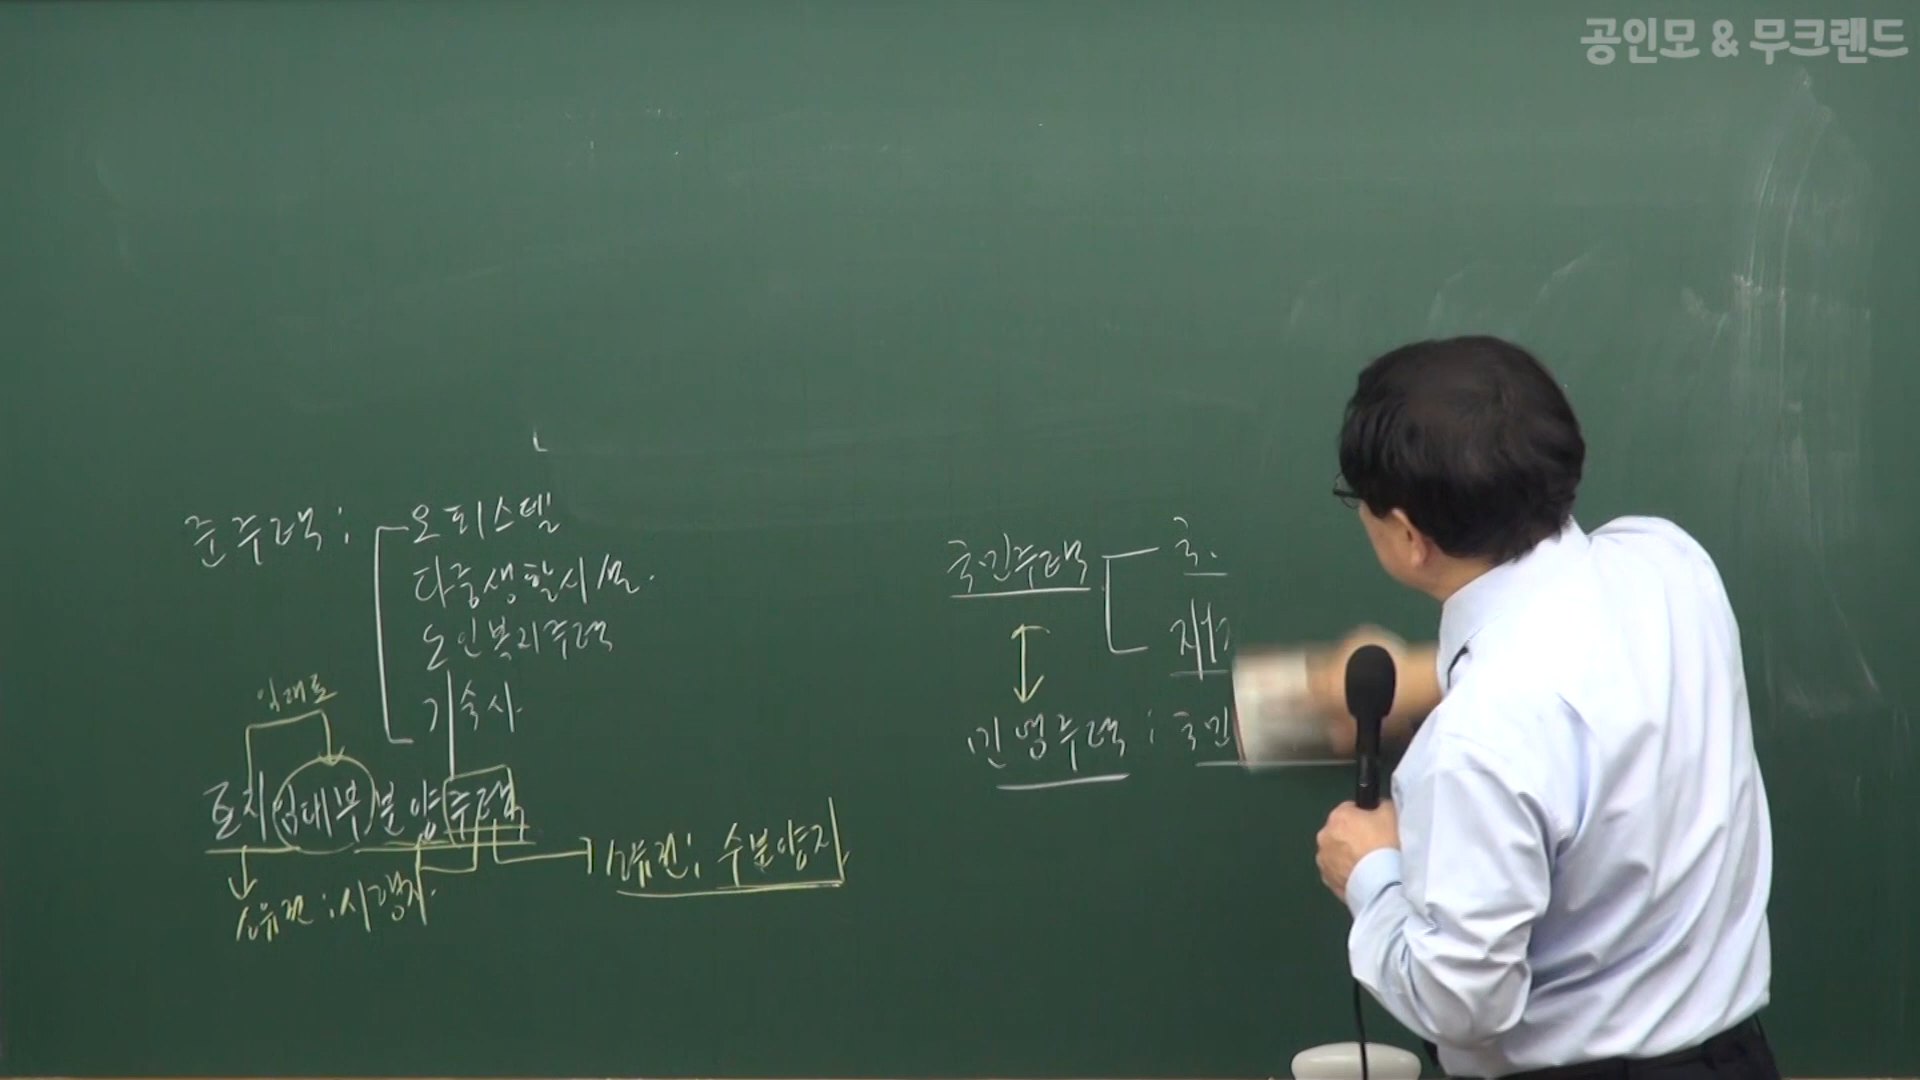 공인모 & 무크랜드
준주택 : 오피스텔
다중생활시설.
노인복지주택
기숙사.
임대료
토지임대부분양주택
소유권 : 시행자.
소유권 : 수분양자
국민주택
국.
민영주택 : 국민